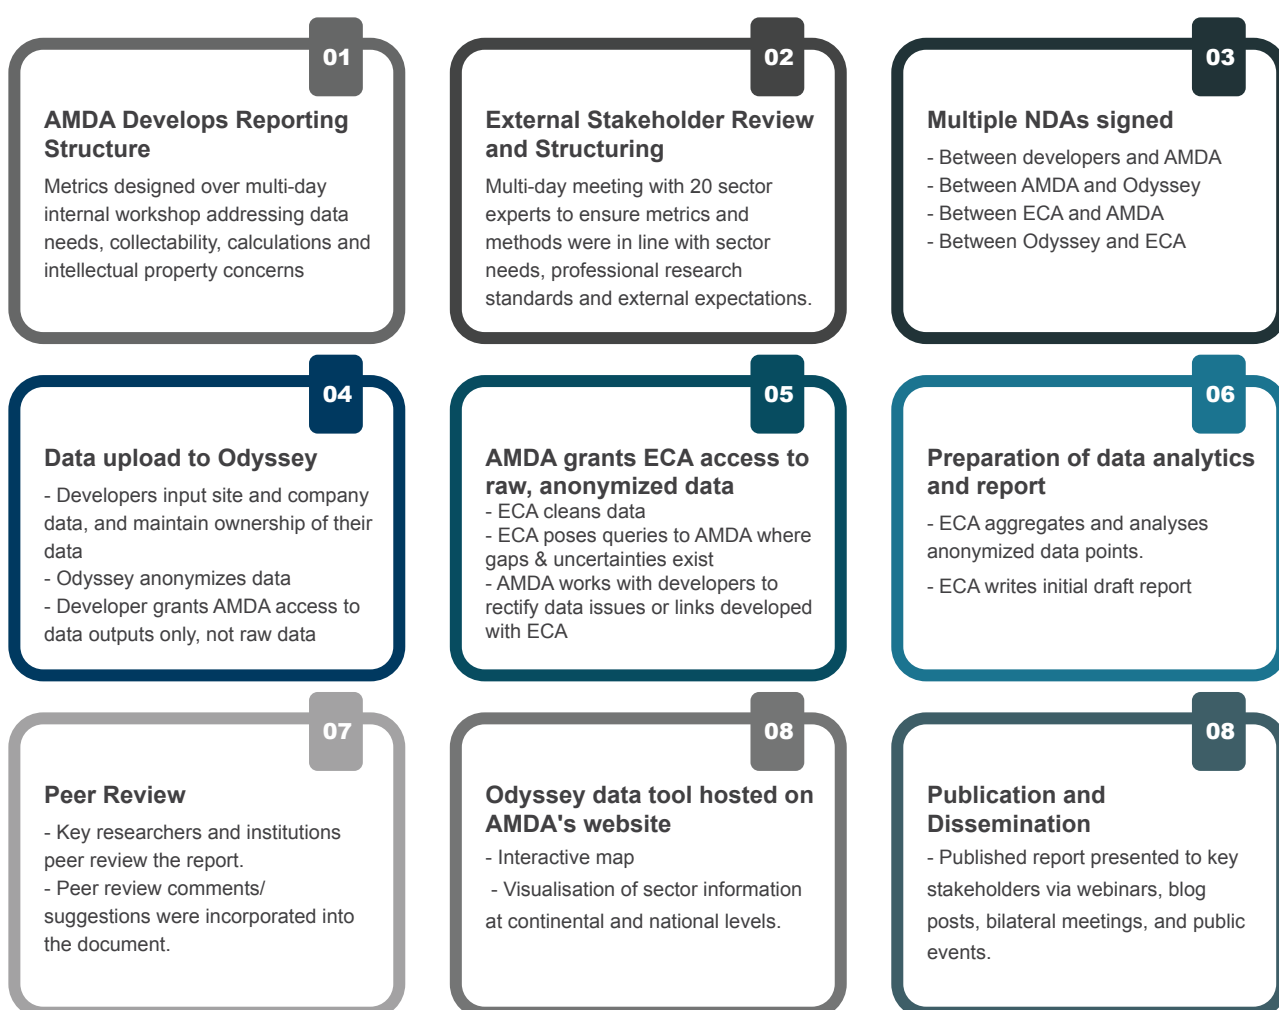 01
AMDA Develops Reporting
Structure
Metrics designed over multi-day
internal workshop addressing data
needs, collectability, calculations and
intellectual property concerns
02
External Stakeholder Review
and Structuring
Multi-day meeting with 20 sector
experts to ensure metrics and
methods were in line with sector
needs, professional research
standards and external expectations.
03
Multiple NDAs signed
- Between developers and AMDA
- Between AMDA and Odyssey
- Between ECA and AMDA
- Between Odyssey and ECA
04
Data upload to Odyssey
- Developers input site and company
data, and maintain ownership of their
data
- Odyssey anonymizes data
- Developer grants AMDA access to
data outputs only, not raw data
05
AMDA grants ECA access to
raw, anonymized data
- ECA cleans data
- ECA poses queries to AMDA where
gaps & uncertainties exist
- AMDA works with developers to
rectify data issues or links developed
with ECA
06
Preparation of data analytics
and report
- ECA aggregates and analyses
anonymized data points.
- ECA writes initial draft report
07
Peer Review
- Key researchers and institutions
peer review the report.
- Peer review comments/
suggestions were incorporated into
the document.
08
Odyssey data tool hosted on
AMDA's website
- Interactive map
- Visualisation of sector information
at continental and national levels.
08
Publication and
Dissemination
- Published report presented to key
stakeholders via webinars, blog
posts, bilateral meetings, and public
events.